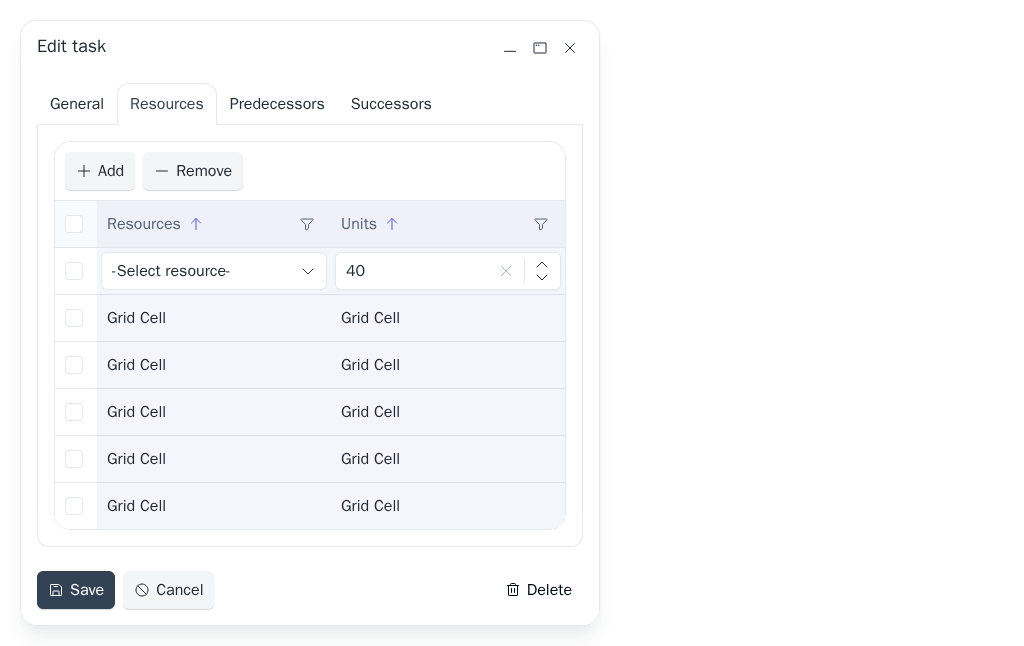 Edit task
General Resources Predecessors Successors
Add Remove
Resources Units
-Select resource- 40
Grid Cell Grid Cell
Grid Cell Grid Cell
Grid Cell Grid Cell
Grid Cell Grid Cell
Grid Cell Grid Cell
Save Cancel Delete